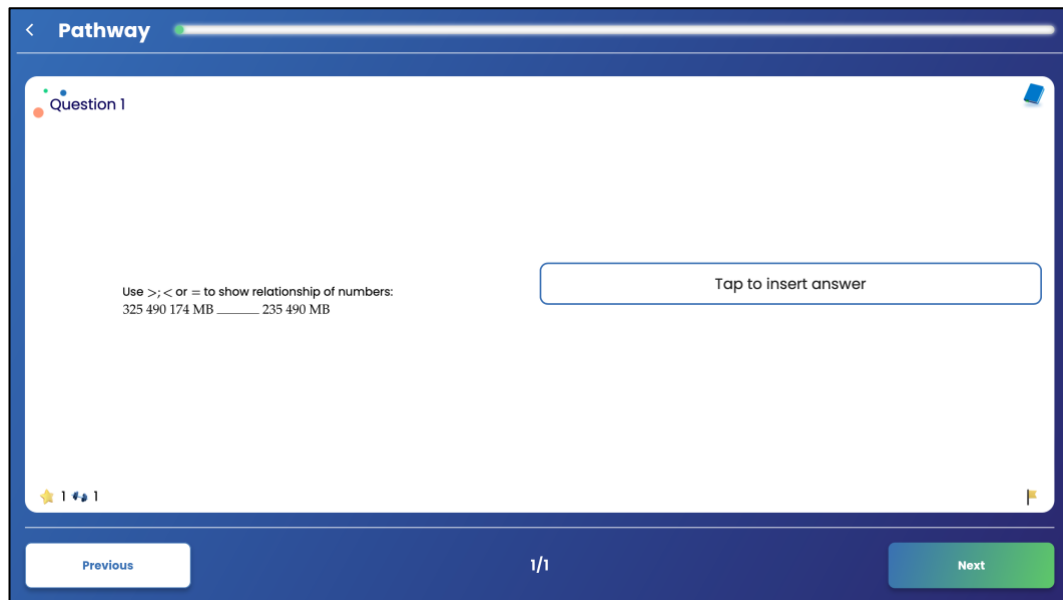 Pathway
Question 1
Use >; < or = to show relationship of numbers:
325 490 174 MB ______ 235 490 MB
Tap to insert answer
1 1
Previous
1/1
Next